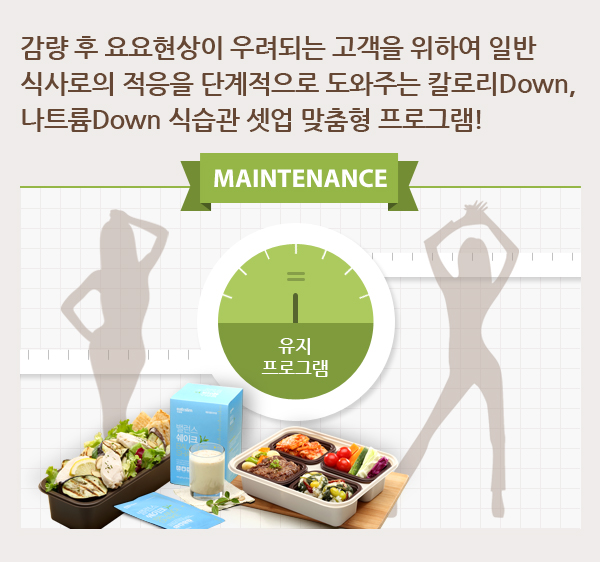 감량 후 요요현상이 우려되는 고객을 위하여 일반
식사로의 적응을 단계적으로 도와주는 칼로리Down,
나트륨Down 식습관 셋업 맞춤형 프로그램!
MAINTENANCE
유지
프로그램
밸런스
쉐이크